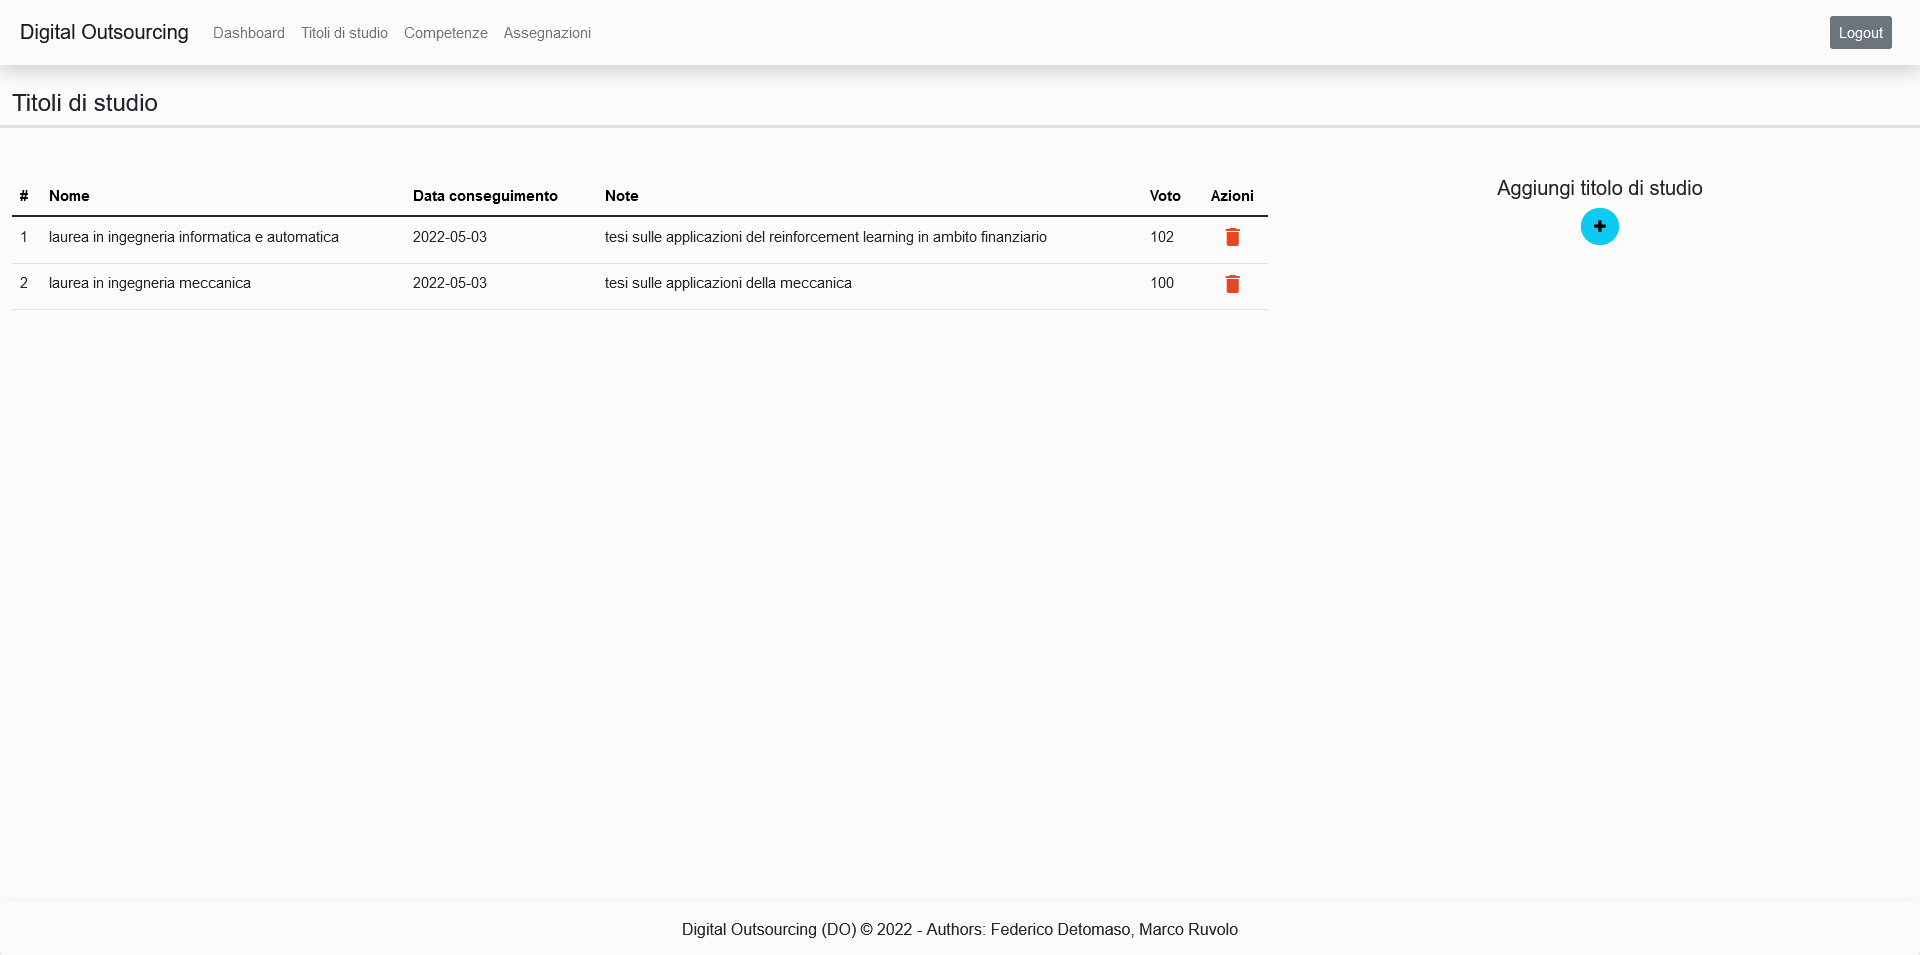 Digital Outsourcing Dashboard Titoli di studio Competenze Assegnazioni Logout
Titoli di studio
# Nome Data conseguimento Note Voto Azioni
1 laurea in ingegneria informatica e automatica 2022-05-03 tesi sulle applicazioni del reinforcement learning in ambito finanziario 102
2 laurea in ingegneria meccanica 2022-05-03 tesi sulle applicazioni della meccanica 100
Aggiungi titolo di studio
Digital Outsourcing (DO) © 2022 - Authors: Federico Detomaso, Marco Ruvolo